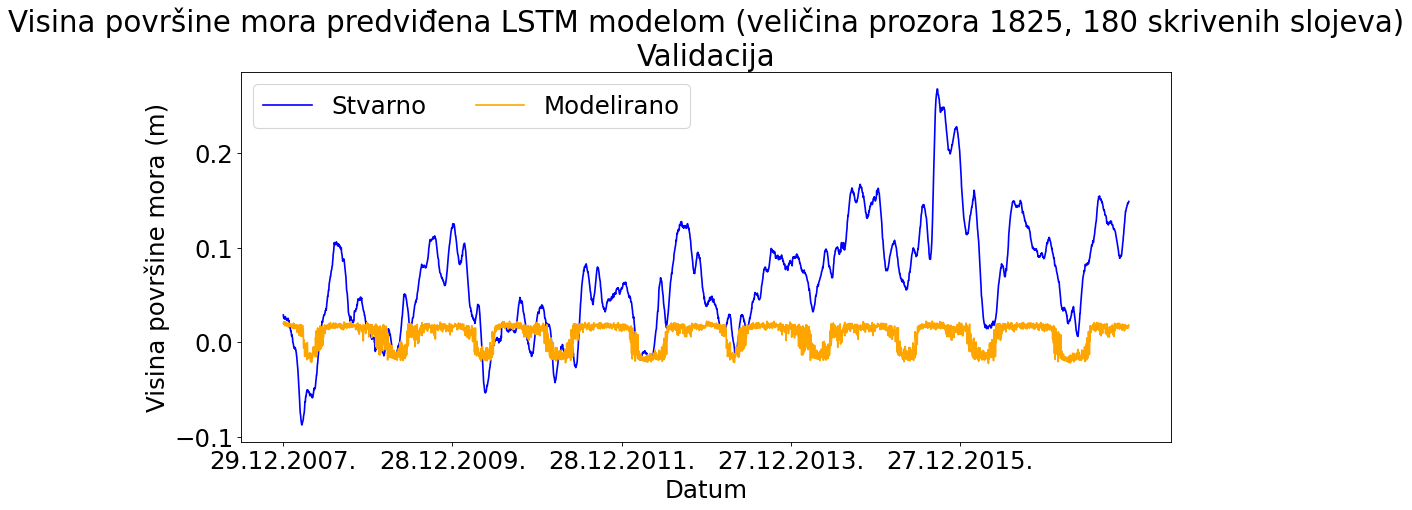 Visina površine mora predviđena LSTM modelom (veličina prozora 1825, 180 skrivenih slojeva)
Validacija
Stvarno
Modelirano
Visina površine mora (m)
0.2
0.1
0.0
−0.1
29.12.2007.
28.12.2009.
28.12.2011.
27.12.2013.
27.12.2015.
Datum